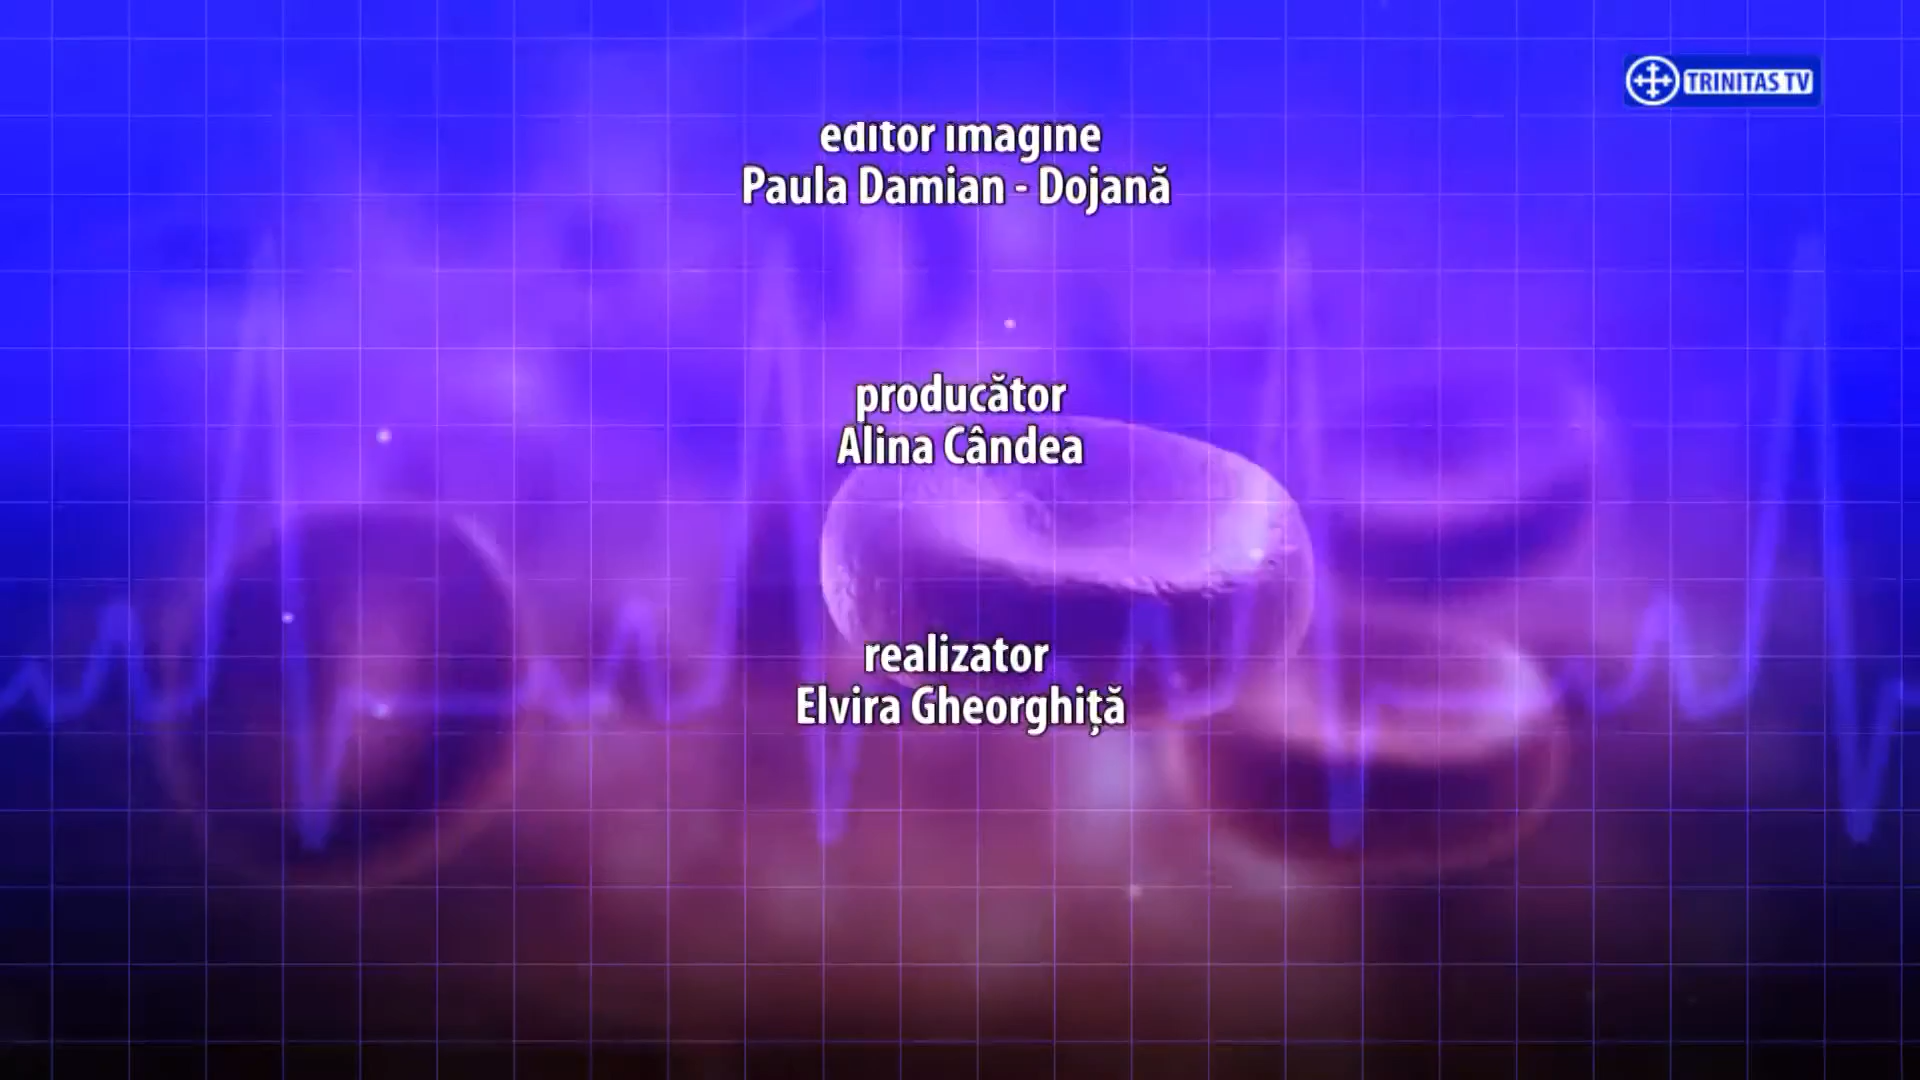 TRINITAS TV
editor imagine
Paula Damian - Dojană
producător
Alina Cândea
realizator
Elvira Gheorghiță